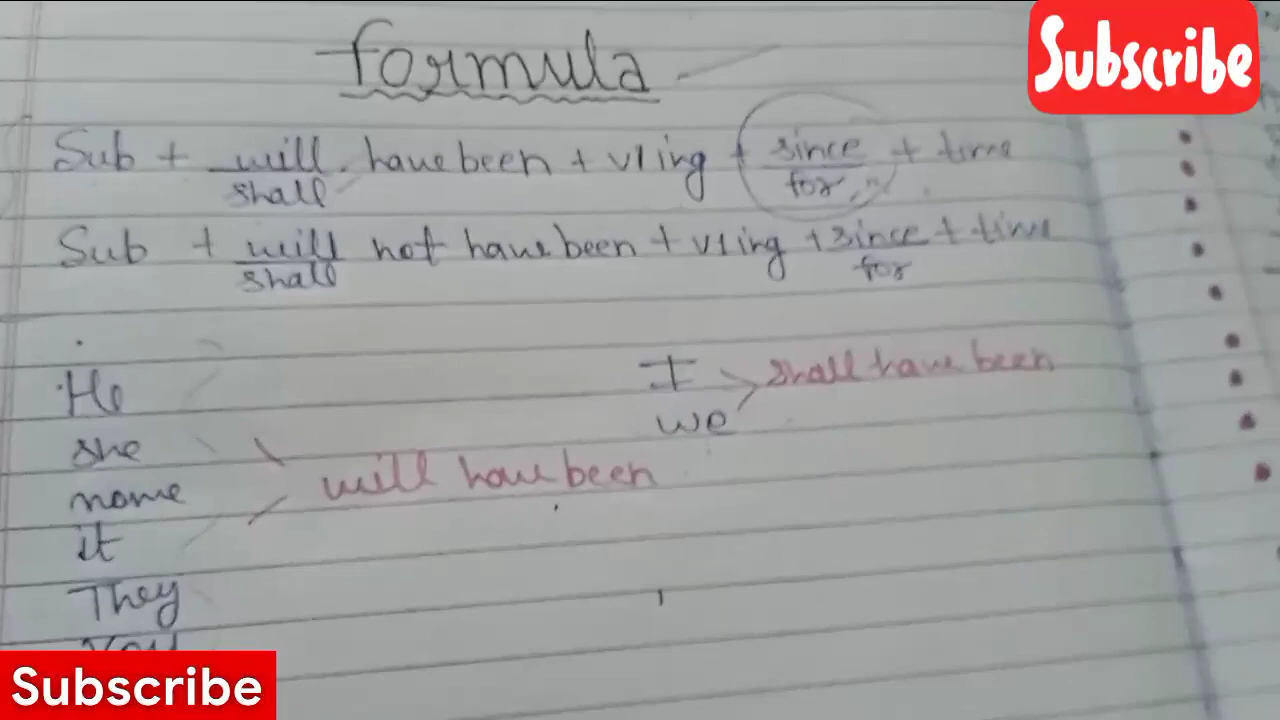 Subscribe
formula
Sub + will have been + v1 ing + since + time
shall
for
Sub + will not have been + v1 ing + since + time
shall
for
He
I
shall have been
we
she
will have been
name
it
They
You
Subscribe